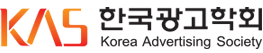 KAS 한국광고학회
Korea Advertising Society